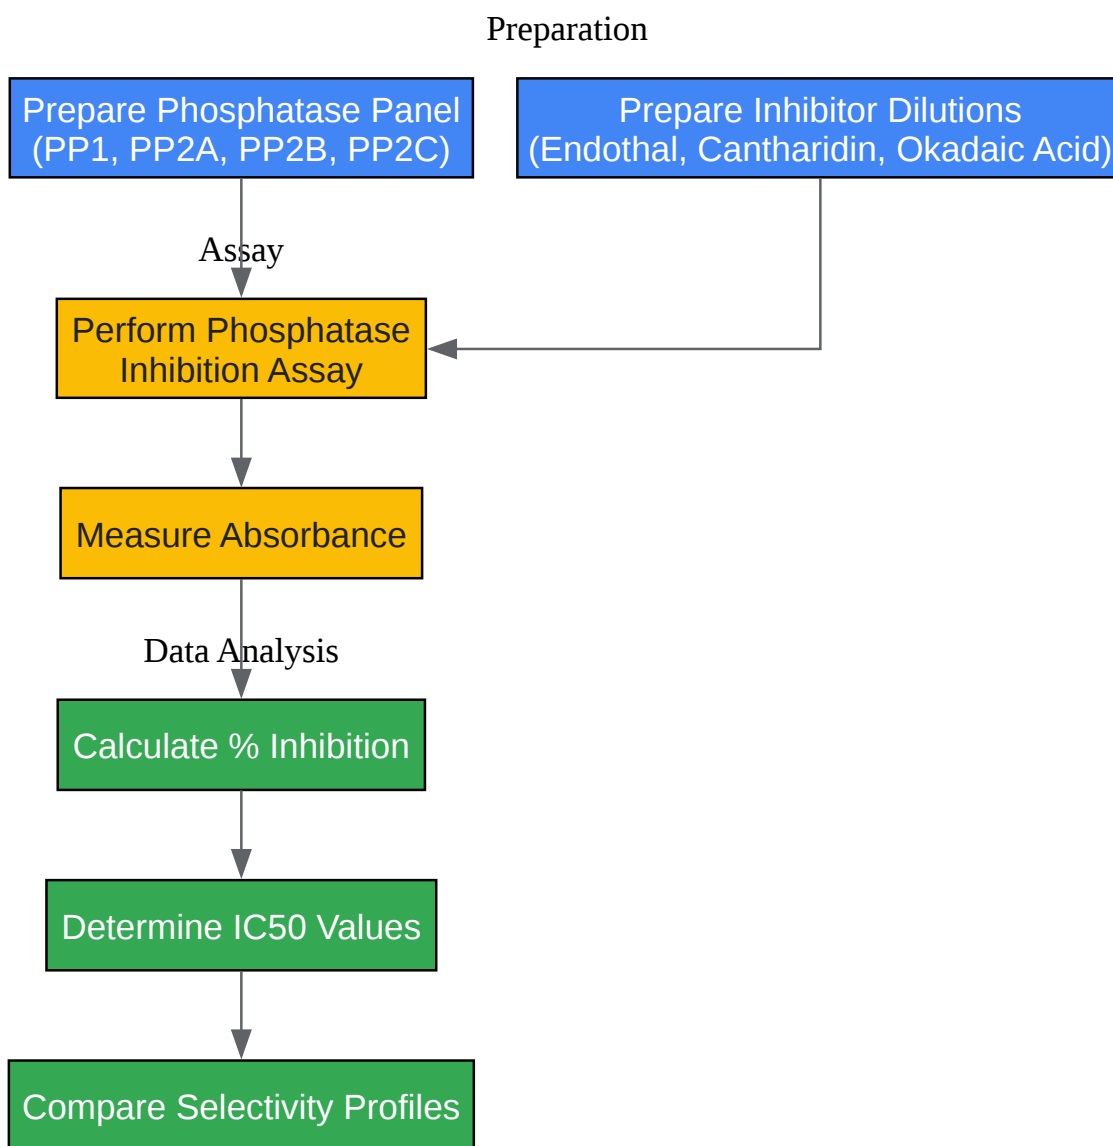 Preparation
Prepare Phosphatase Panel
(PP1, PP2A, PP2B, PP2C)
Prepare Inhibitor Dilutions
(Endothal, Cantharidin, Okadaic Acid)
Assay
Perform Phosphatase
Inhibition Assay
Measure Absorbance
Data Analysis
Calculate % Inhibition
Determine IC50 Values
Compare Selectivity Profiles